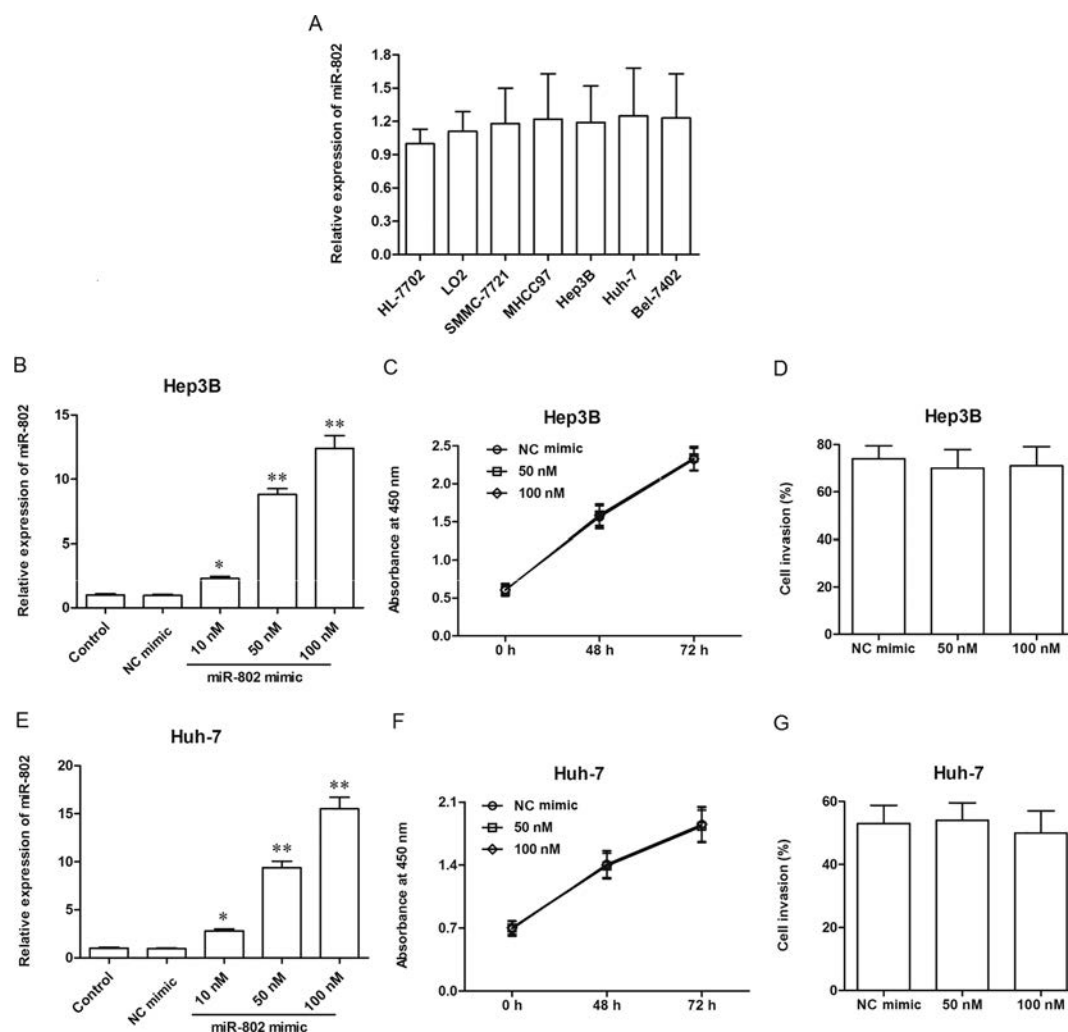 A
Relative expression of miR-802
1.8
1.5
1.2
0.9
0.6
0.3
0.0
HL-7702
LO2
SMMC-7721
MHCC97
Hep3B
Huh-7
Bel-7402
B
Hep3B
Relative expression of miR-802
15
10
5
0
*
**
**
Control
NC mimic
10 nM
50 nM
100 nM
miR-802 mimic
C
Hep3B
Absorbance at 450 nm
2.5
2.0
1.5
1.0
0.5
NC mimic
50 nM
100 nM
0 h
48 h
72 h
D
Hep3B
Cell invasion (%)
80
60
40
20
0
NC mimic
50 nM
100 nM
E
Huh-7
Relative expression of miR-802
20
15
10
5
0
*
**
**
Control
NC mimic
10 nM
50 nM
100 nM
miR-802 mimic
F
Huh-7
Absorbance at 450 nm
2.1
1.4
0.7
0.0
NC mimic
50 nM
100 nM
0 h
48 h
72 h
G
Huh-7
Cell invasion (%)
60
40
20
0
NC mimic
50 nM
100 nM